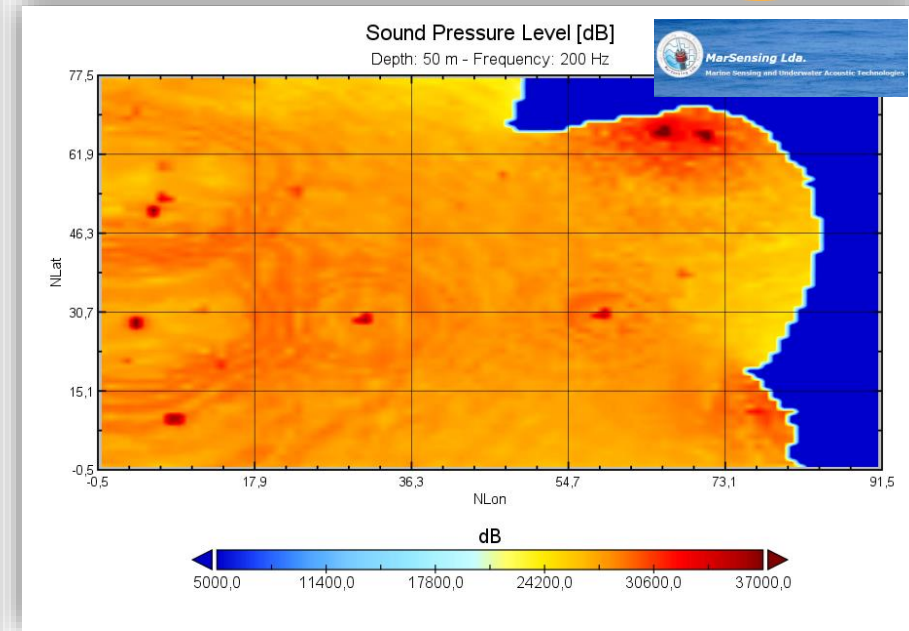 Sound Pressure Level [dB]
Depth: 50 m - Frequency: 200 Hz
MarSensing Lda.
Marine Sensing and Underwater Acoustic Technologies
77,5
61,9
46,3
30,7
15,1
-0,5
NLat
-0,5 17,9 36,3 54,7 73,1 91,5
NLon
dB
5000,0 11400,0 17800,0 24200,0 30600,0 37000,0